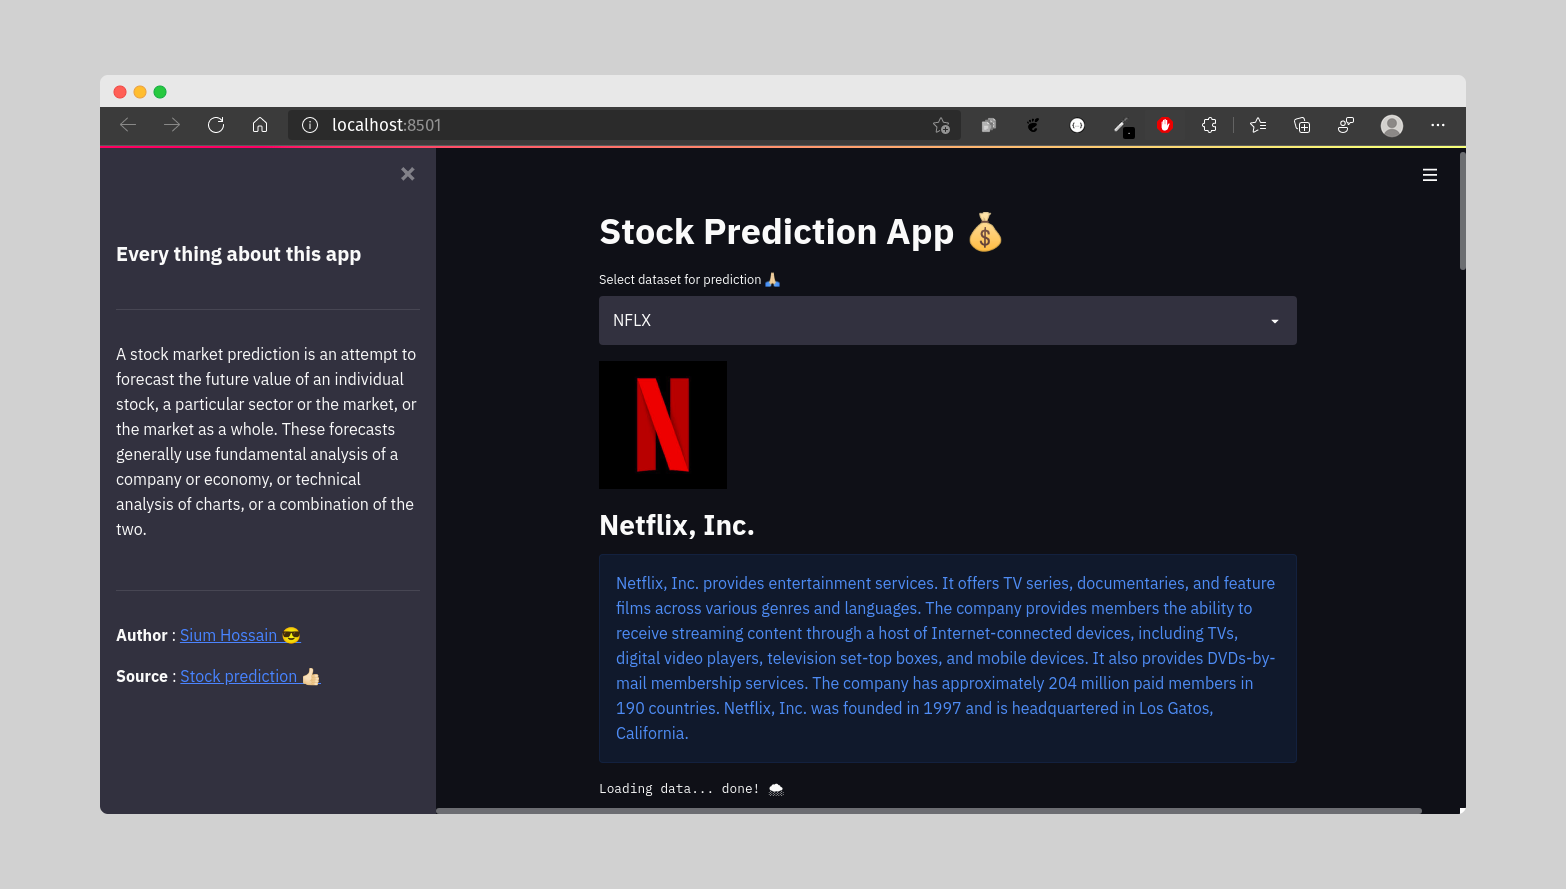 localhost:8501
Every thing about this app
A stock market prediction is an attempt to
forecast the future value of an individual
stock, a particular sector or the market, or
the market as a whole. These forecasts
generally use fundamental analysis of a
company or economy, or technical
analysis of charts, or a combination of the
two.
Author : Sium Hossain 😎
Source : Stock prediction 👍🏻
Stock Prediction App 💰
Select dataset for prediction 🙏🏼
NFLX
N
Netflix, Inc.
Netflix, Inc. provides entertainment services. It offers TV series, documentaries, and feature
films across various genres and languages. The company provides members the ability to
receive streaming content through a host of Internet-connected devices, including TVs,
digital video players, television set-top boxes, and mobile devices. It also provides DVDs-by-
mail membership services. The company has approximately 204 million paid members in
190 countries. Netflix, Inc. was founded in 1997 and is headquartered in Los Gatos,
California.
Loading data... done! 🌨